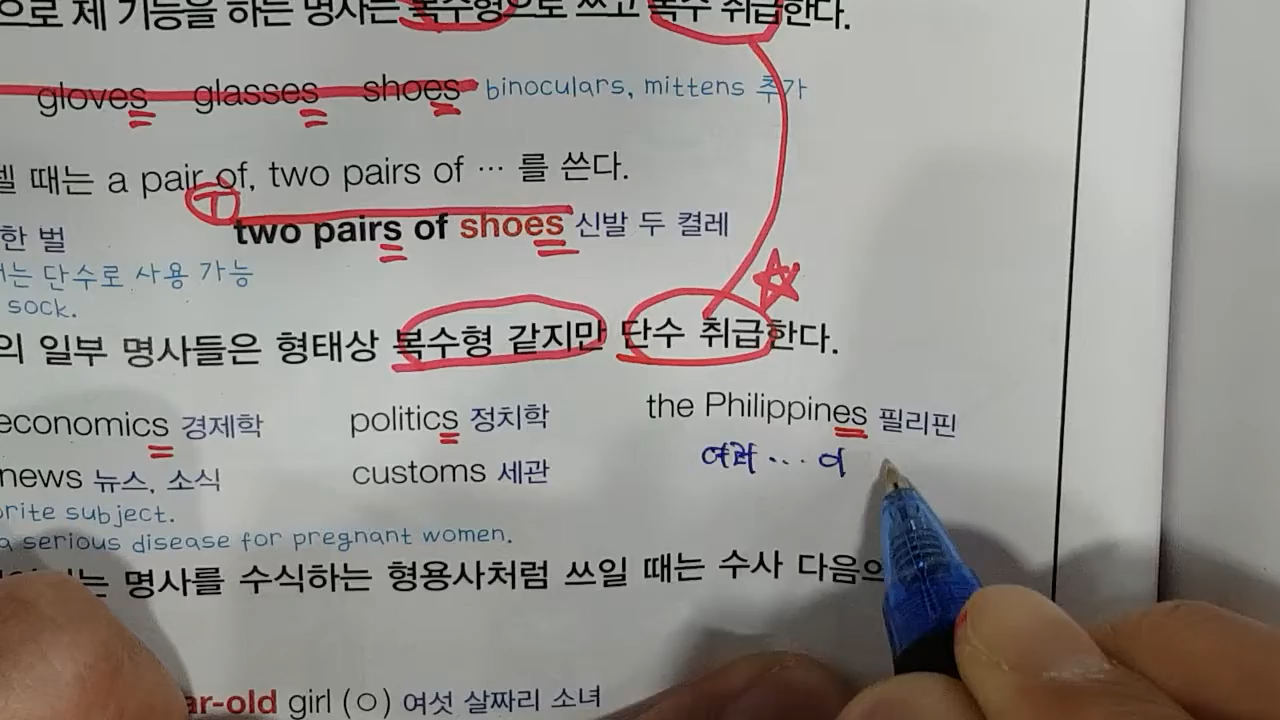 으로 제 기능을 하는 명사는 복수형으로 쓰고 복수 취급한다.
gloves glasses shoes binoculars, mittens 추가
때는 a pair of, two pairs of … 를 쓴다.
한 벌 two pairs of shoes 신발 두 켤레
는 단수로 사용 가능
sock.
의 일부 명사들은 형태상 복수형 같지만 단수 취급한다.
economics 경제학 politics 정치학 the Philippines 필리핀
여러 ... 이
news 뉴스, 소식 customs 세관
subject.
a serious disease for pregnant women.
는 명사를 수식하는 형용사처럼 쓰일 때는 수사 다음의
ar-old girl (○) 여섯 살짜리 소녀